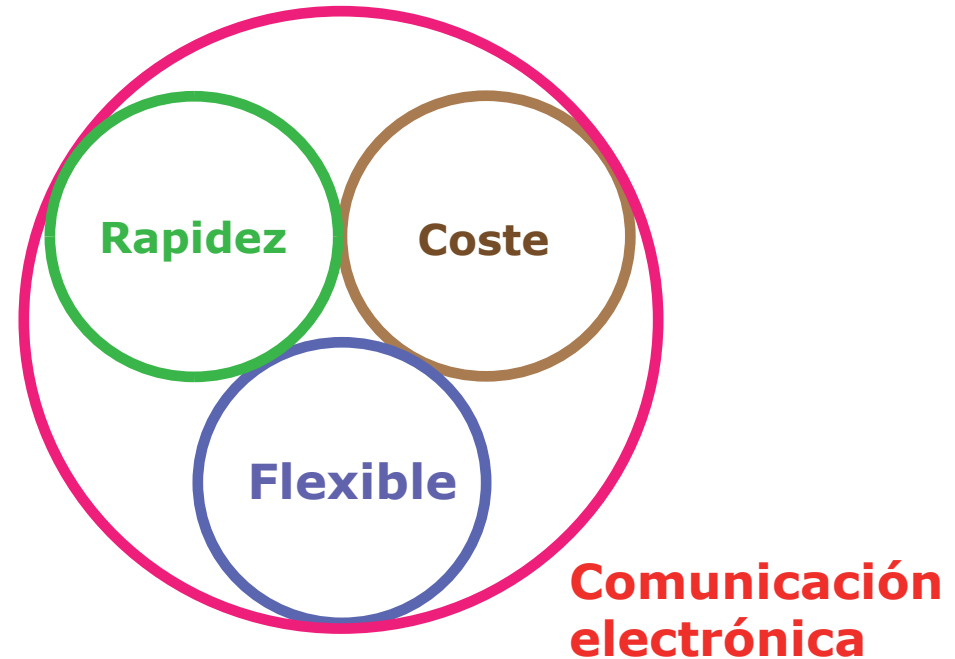 Rapidez
Coste
Flexible
Comunicación
electrónica